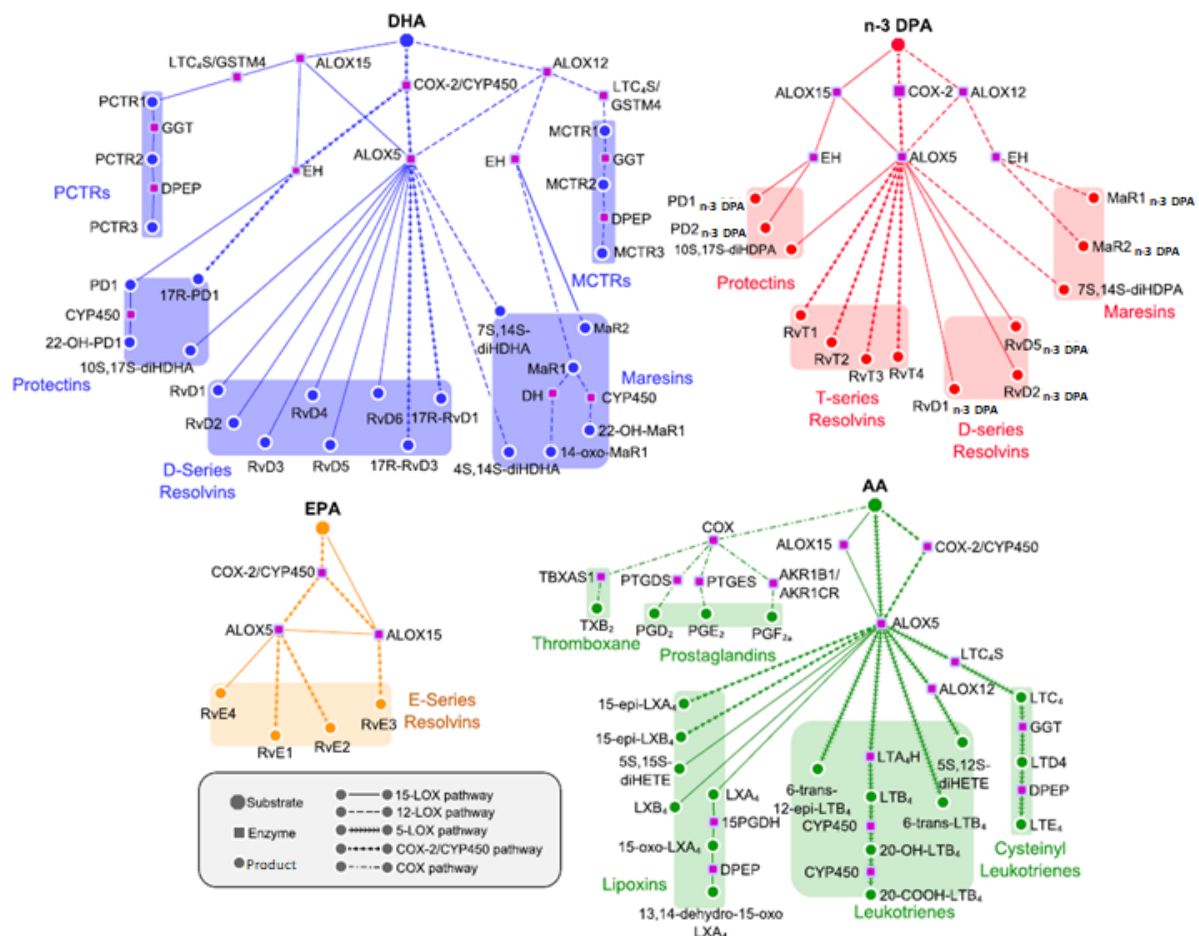 DHA
LTC₄S/GSTM4
ALOX15
ALOX12
COX-2/CYP450
LTC₄S/
GSTM4
PCTR1
GGT
PCTR2
DPEP
PCTR3
PCTRs
EH
ALOX5
EH
MCTR1
GGT
MCTR2
DPEP
MCTR3
MCTRs
PD1
17R-PD1
CYP450
22-OH-PD1
10S,17S-diHDHA
Protectins
RvD1
RvD2
RvD3
RvD4
RvD5
RvD6
17R-RvD1
17R-RvD3
D-Series
Resolvins
7S,14S-
diHDHA
MaR2
MaR1
Maresins
DH
CYP450
22-OH-MaR1
14-oxo-MaR1
4S,14S-diHDHA
n-3 DPA
ALOX15
COX-2
ALOX12
EH
ALOX5
EH
PD1 n-3 DPA
PD2 n-3 DPA
10S,17S-diHDPA
Protectins
MaR1 n-3 DPA
MaR2 n-3 DPA
7S,14S-diHDPA
Maresins
RvT1
RvT2
RvT3
RvT4
T-series
Resolvins
RvD5 n-3 DPA
RvD2 n-3 DPA
RvD1 n-3 DPA
D-series
Resolvins
EPA
COX-2/CYP450
ALOX5
ALOX15
RvE4
RvE1
RvE2
RvE3
E-Series
Resolvins
Substrate
Enzyme
Product
15-LOX pathway
12-LOX pathway
5-LOX pathway
COX-2/CYP450 pathway
COX pathway
AA
COX
ALOX15
COX-2/CYP450
TBXAS1
PTGDS
PTGES
AKR1B1/
AKR1CR
TXB₂
PGD₂
PGE₂
PGF₂ₐ
Thromboxane
Prostaglandins
ALOX5
LTC₄S
ALOX12
15-epi-LXA₄
15-epi-LXB₄
5S,15S-
diHETE
LXB₄
LXA₄
15PGDH
15-oxo-LXA₄
DPEP
13,14-dehydro-15-oxo
LXA₄
Lipoxins
6-trans-
12-epi-LTB₄
LTA₄H
LTB₄
CYP450
20-OH-LTB₄
CYP450
20-COOH-LTB₄
5S,12S-
diHETE
6-trans-LTB₄
Leukotrienes
LTC₄
GGT
LTD4
DPEP
LTE₄
Cysteinyl
Leukotrienes